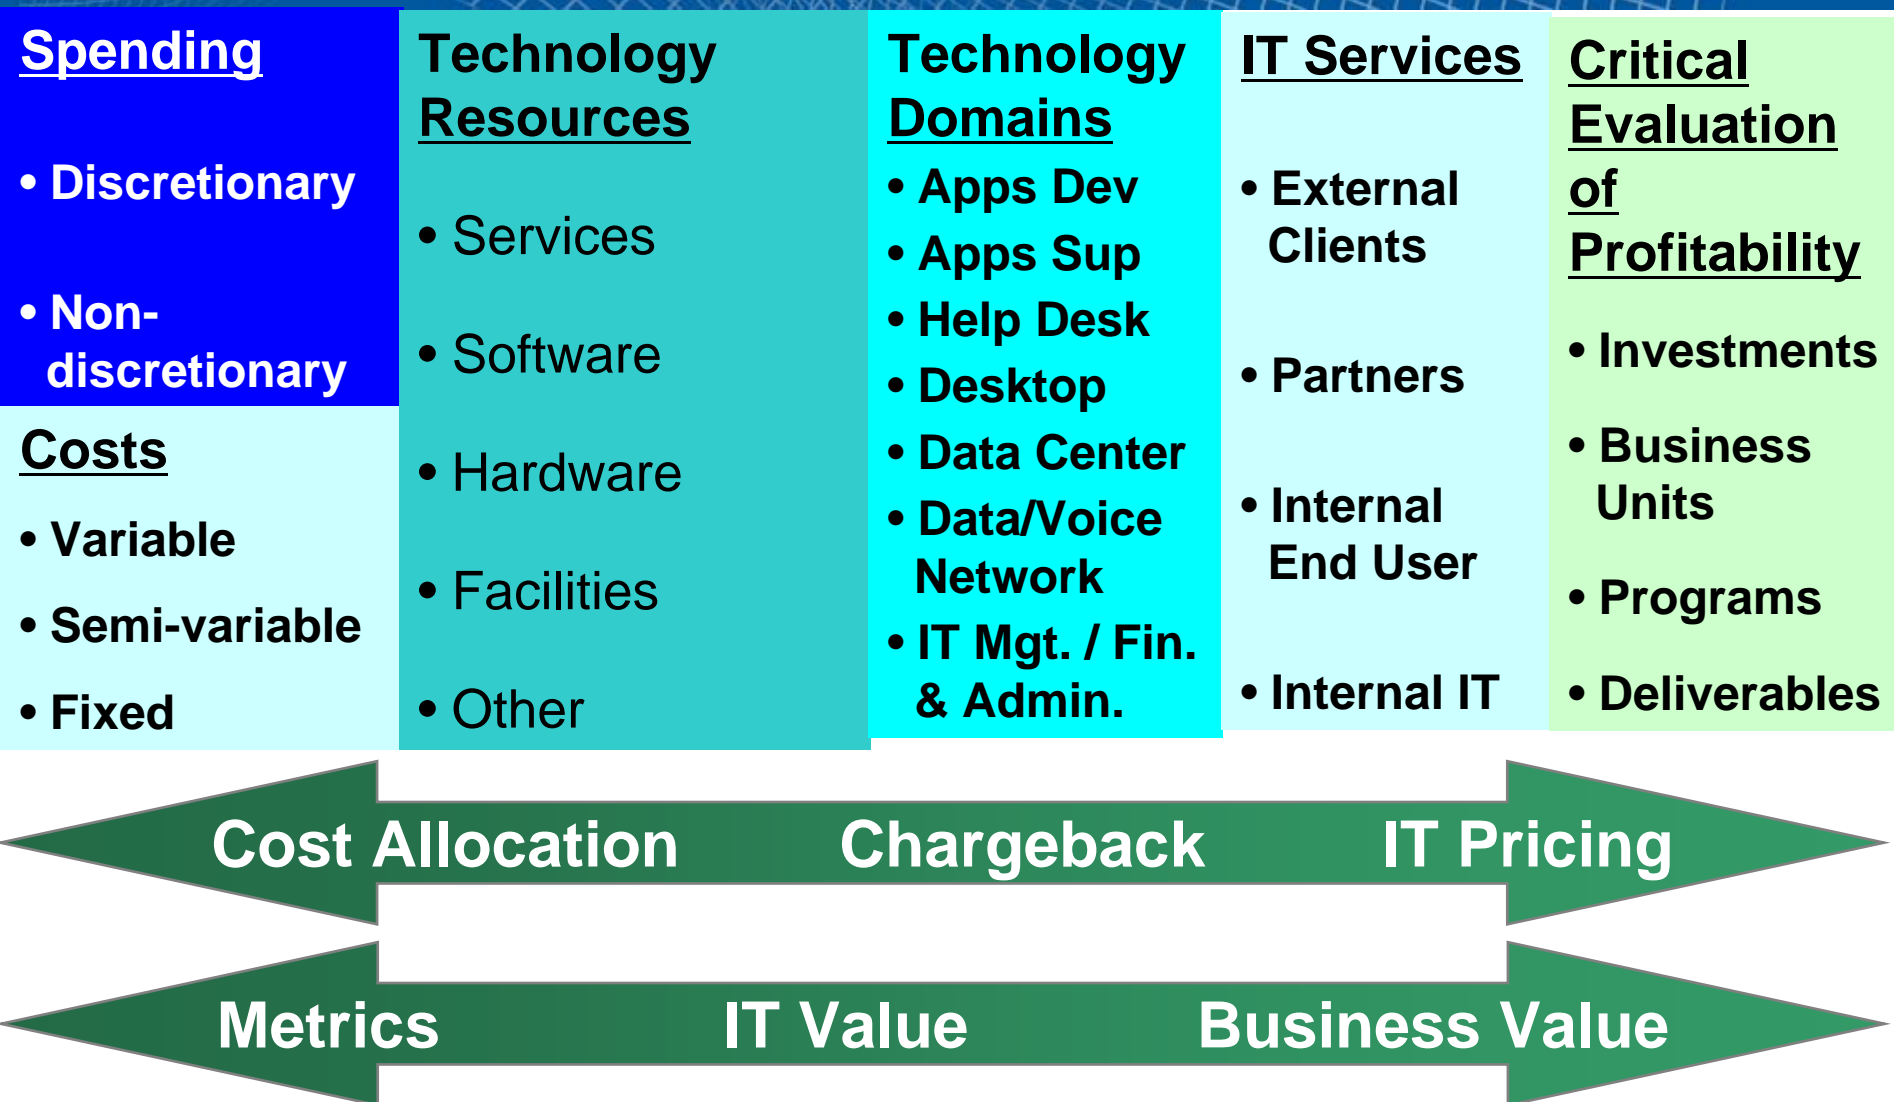 Spending
• Discretionary
• Non-
discretionary
Costs
• Variable
• Semi-variable
• Fixed
Technology
Resources
• Services
• Software
• Hardware
• Facilities
• Other
Technology
Domains
• Apps Dev
• Apps Sup
• Help Desk
• Desktop
• Data Center
• Data/Voice
Network
• IT Mgt. / Fin.
& Admin.
IT Services
• External
Clients
• Partners
• Internal
End User
• Internal IT
Critical
Evaluation
of
Profitability
• Investments
• Business
Units
• Programs
• Deliverables
Cost Allocation Chargeback IT Pricing
Metrics IT Value Business Value